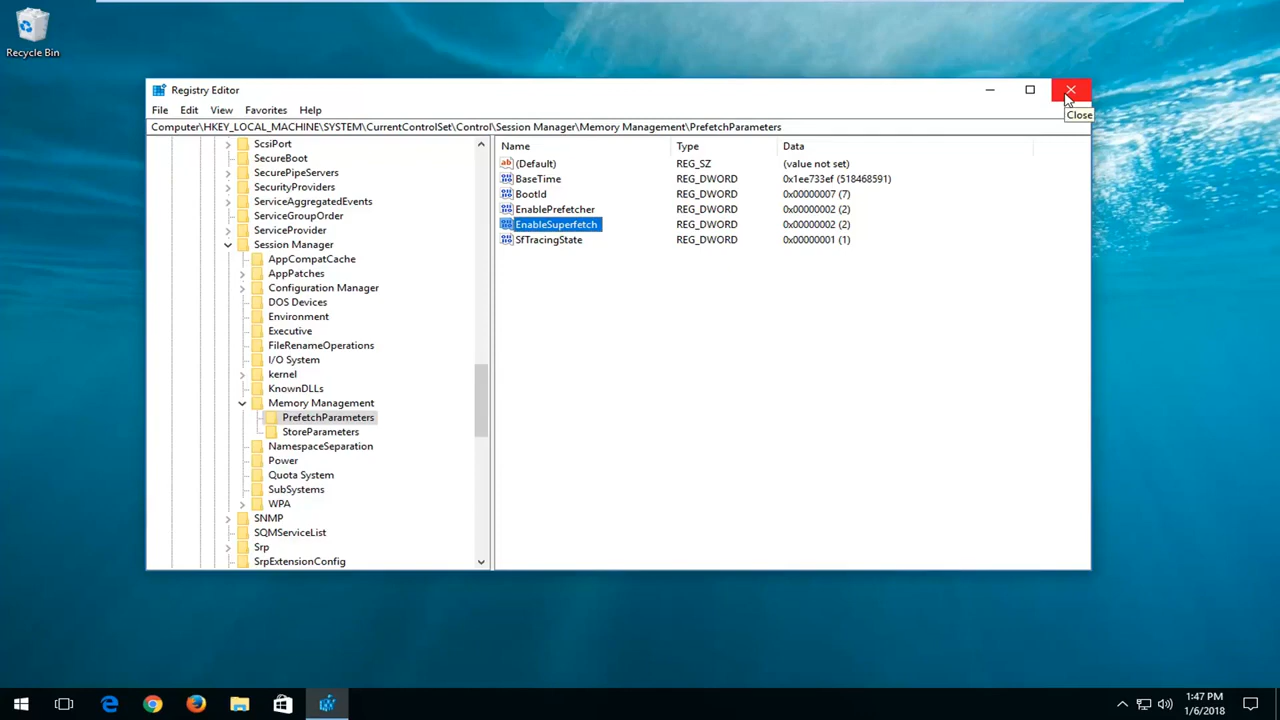 Recycle Bin
Registry Editor
Close
File Edit View Favorites Help
Computer\HKEY_LOCAL_MACHINE\SYSTEM\CurrentControlSet\Control\Session Manager\Memory Management\PrefetchParameters
ScsiPort
SecureBoot
SecurePipeServers
SecurityProviders
ServiceAggregatedEvents
ServiceGroupOrder
ServiceProvider
Session Manager
AppCompatCache
AppPatches
Configuration Manager
DOS Devices
Environment
Executive
FileRenameOperations
I/O System
kernel
KnownDLLs
Memory Management
PrefetchParameters
StoreParameters
NamespaceSeparation
Power
Quota System
SubSystems
WPA
SNMP
SQMServiceList
Srp
SrpExtensionConfig
Name Type Data
ab (Default) REG_SZ (value not set)
BaseTime REG_DWORD 0x1ee733ef (518468591)
BootId REG_DWORD 0x00000007 (7)
EnablePrefetcher REG_DWORD 0x00000002 (2)
EnableSuperfetch REG_DWORD 0x00000002 (2)
SfTracingState REG_DWORD 0x00000001 (1)
1:47 PM
1/6/2018